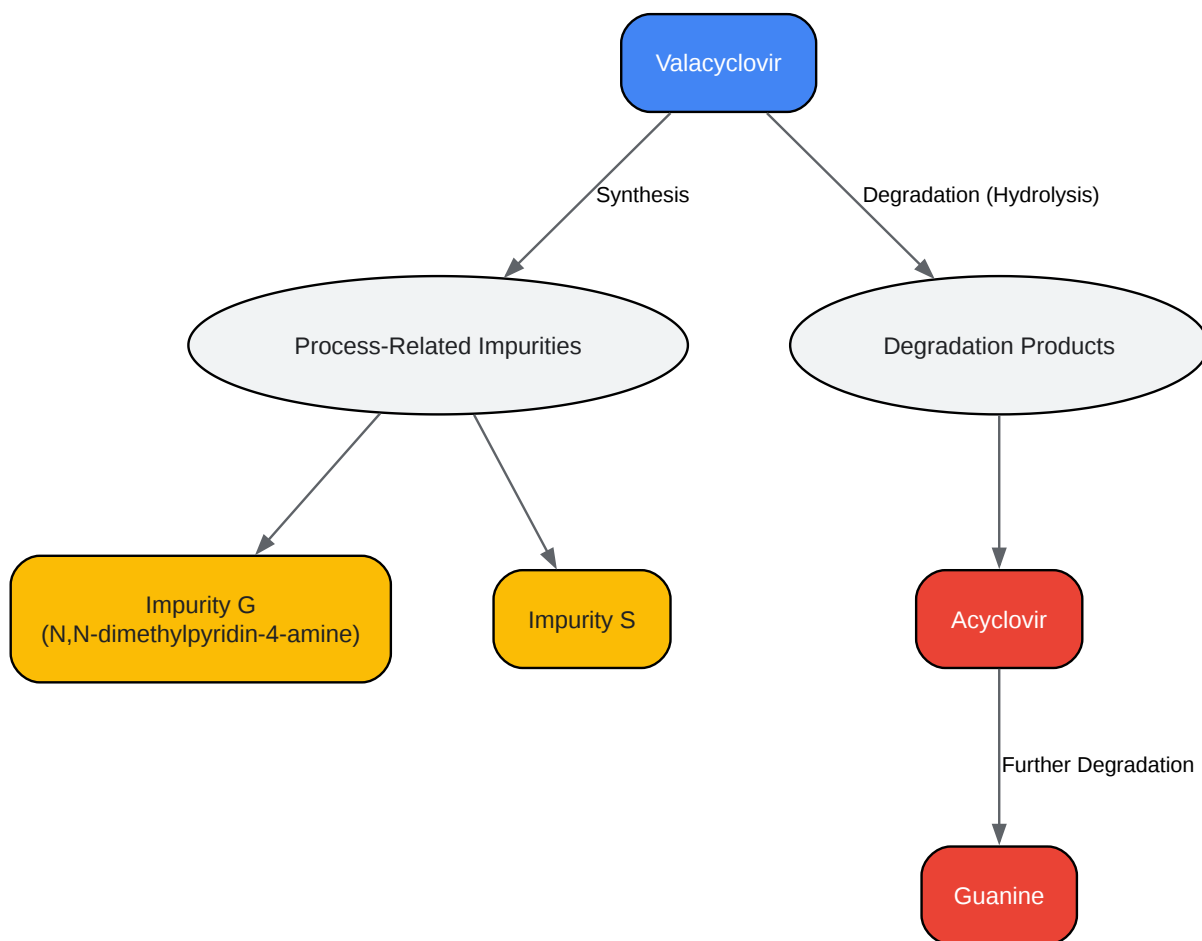 Valacyclovir
Synthesis
Degradation (Hydrolysis)
Process-Related Impurities
Degradation Products
Impurity G
(N,N-dimethylpyridin-4-amine)
Impurity S
Acyclovir
Further Degradation
Guanine